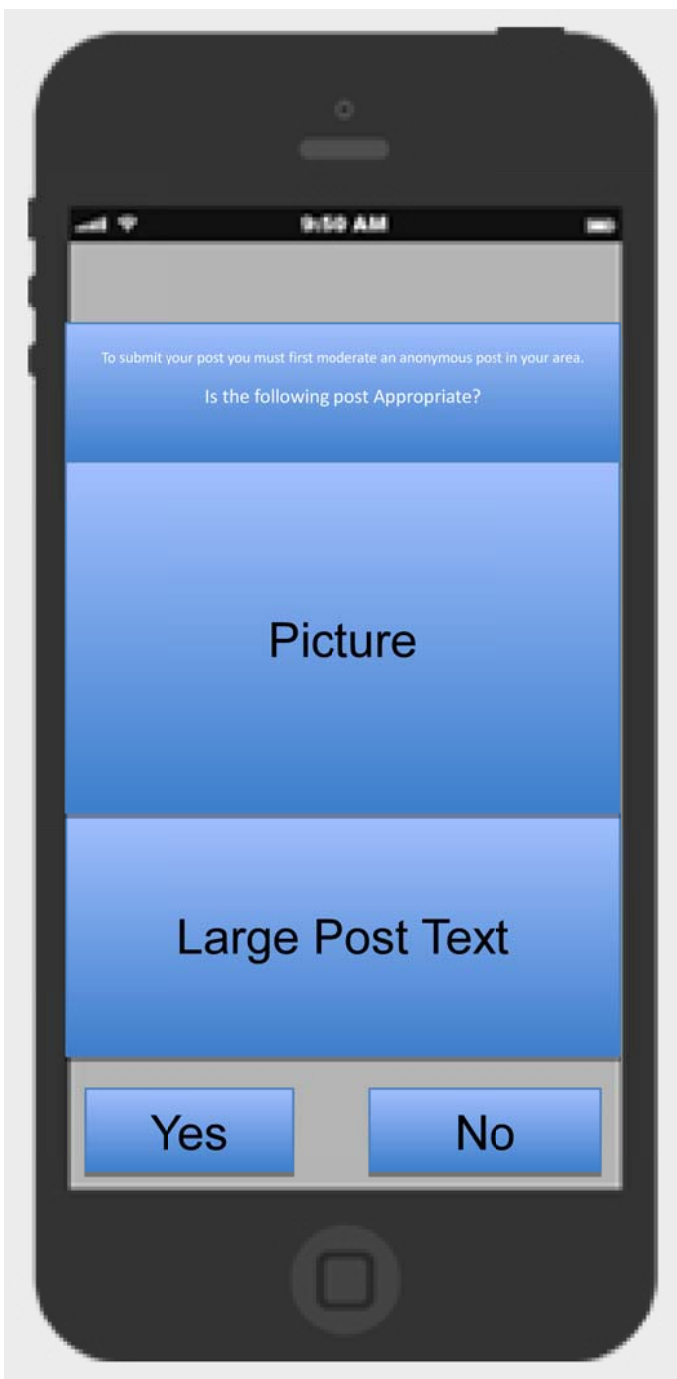 9:50 AM
To submit your post you must first moderate an anonymous post in your area.
Is the following post Appropriate?
Picture
Large Post Text
Yes
No